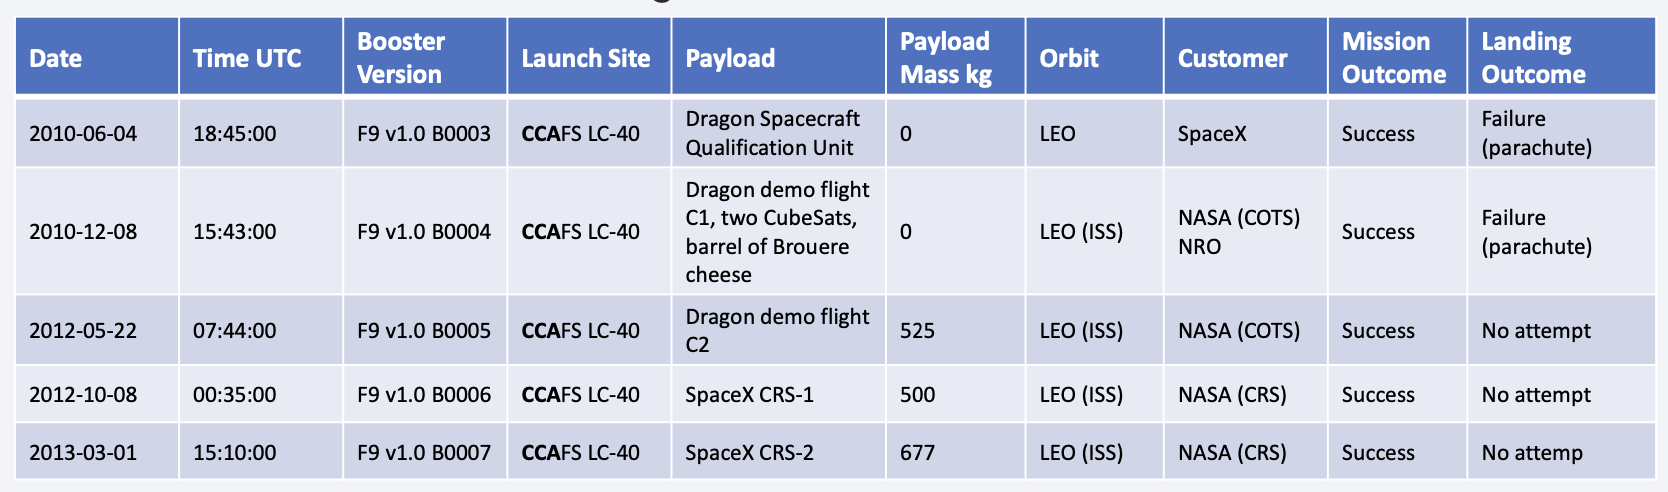 Date Time UTC Booster Version Launch Site Payload Payload Mass kg Orbit Customer Mission Outcome Landing Outcome
2010-06-04 18:45:00 F9 v1.0 B0003 CCAFS LC-40 Dragon Spacecraft Qualification Unit 0 LEO SpaceX Success Failure (parachute)
2010-12-08 15:43:00 F9 v1.0 B0004 CCAFS LC-40 Dragon demo flight C1, two CubeSats, barrel of Brouere cheese 0 LEO (ISS) NASA (COTS) NRO Success Failure (parachute)
2012-05-22 07:44:00 F9 v1.0 B0005 CCAFS LC-40 Dragon demo flight C2 525 LEO (ISS) NASA (COTS) Success No attempt
2012-10-08 00:35:00 F9 v1.0 B0006 CCAFS LC-40 SpaceX CRS-1 500 LEO (ISS) NASA (CRS) Success No attempt
2013-03-01 15:10:00 F9 v1.0 B0007 CCAFS LC-40 SpaceX CRS-2 677 LEO (ISS) NASA (CRS) Success No attemp